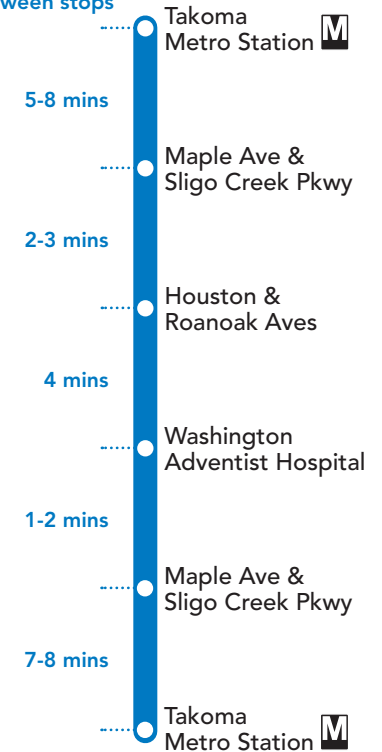 ween stops
Takoma
Metro Station M
5-8 mins
Maple Ave &
Sligo Creek Pkwy
2-3 mins
Houston &
Roanoak Aves
4 mins
Washington
Adventist Hospital
1-2 mins
Maple Ave &
Sligo Creek Pkwy
7-8 mins
Takoma
Metro Station M